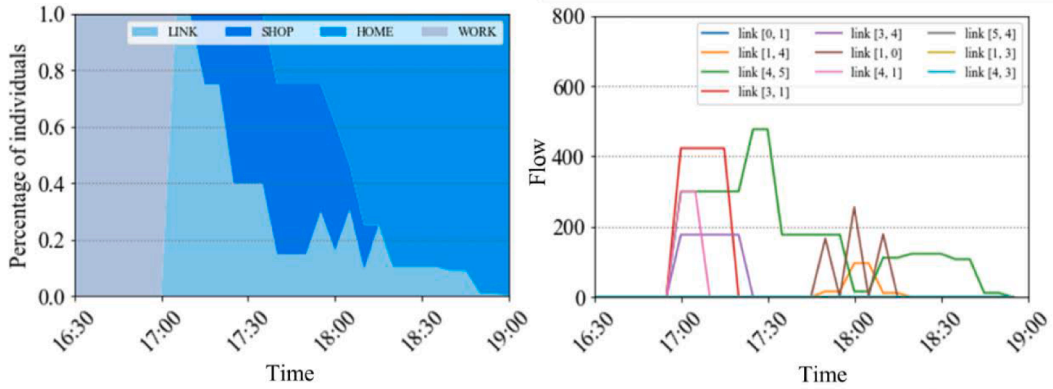 LINK SHOP HOME WORK
Percentage of individuals
1.0
0.8
0.6
0.4
0.2
0.0
16:30 17:00 17:30 18:00 18:30 19:00
Time
link [0, 1] link [3, 4] link [5, 4]
link [1, 4] link [1, 0] link [1, 3]
link [4, 5] link [4, 1] link [4, 3]
link [3, 1]
Flow
800
600
400
200
0
16:30 17:00 17:30 18:00 18:30 19:00
Time